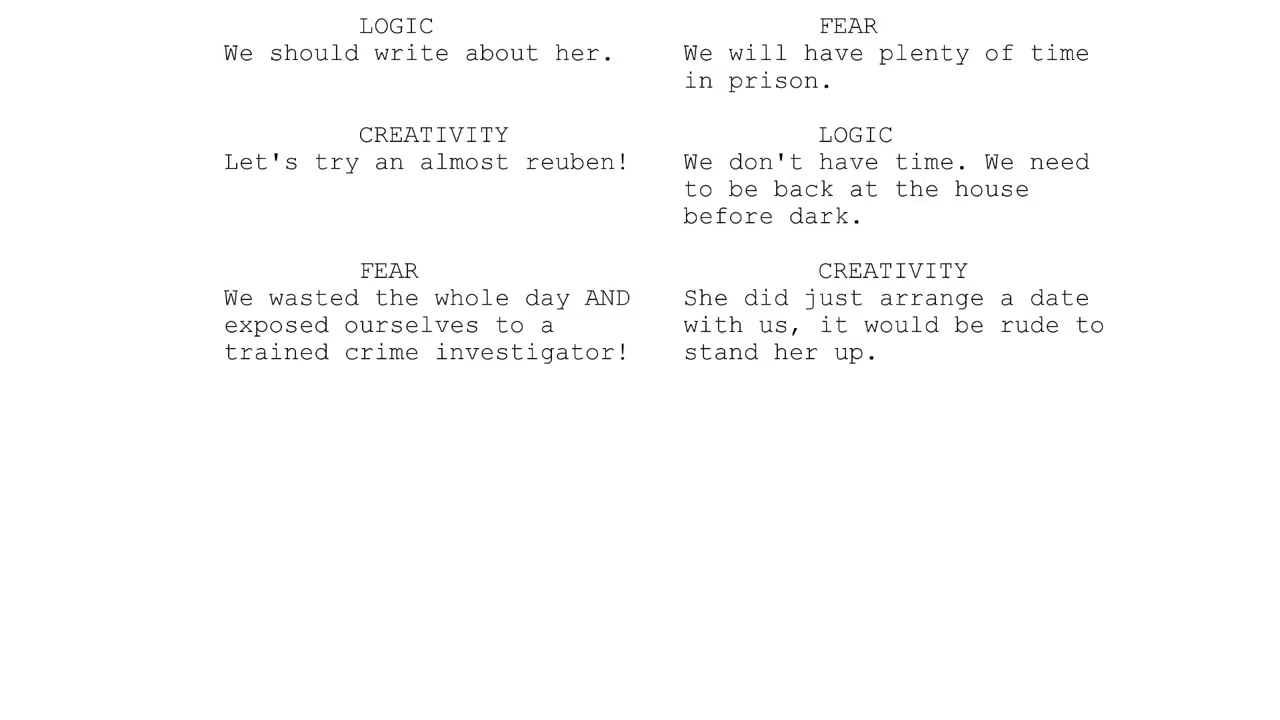 LOGIC
We should write about her.
FEAR
We will have plenty of time
in prison.
CREATIVITY
Let's try an almost reuben!
LOGIC
We don't have time. We need
to be back at the house
before dark.
FEAR
We wasted the whole day AND
exposed ourselves to a
trained crime investigator!
CREATIVITY
She did just arrange a date
with us, it would be rude to
stand her up.